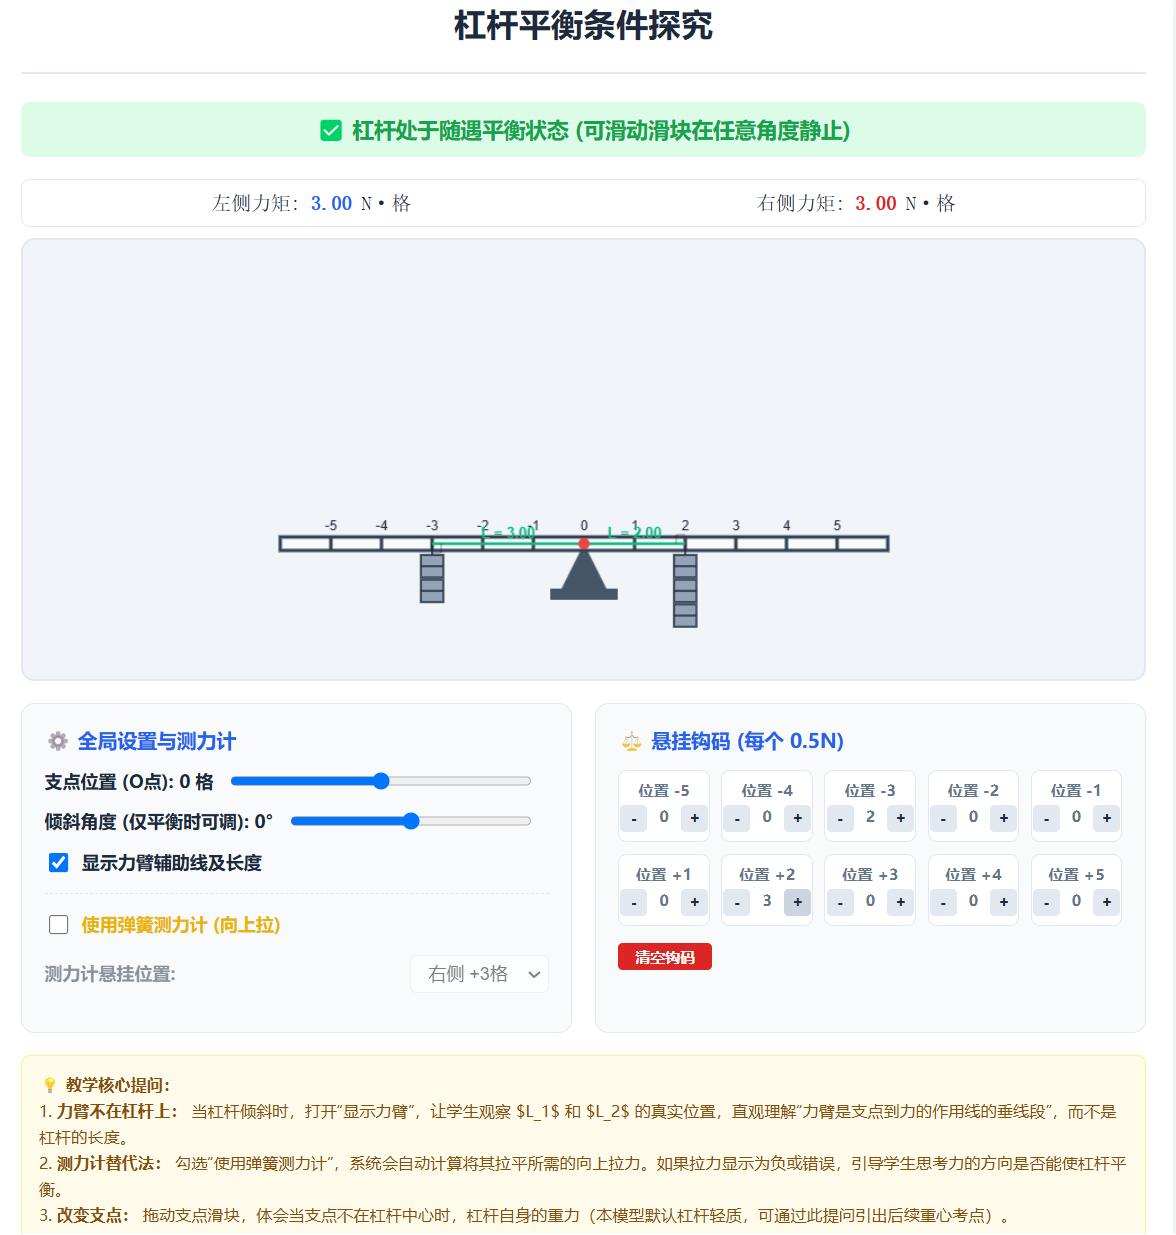 杠杆平衡条件探究
✅ 杠杆处于随遇平衡状态 (可滑动滑块在任意角度静止)
左侧力矩: 3.00 N•格 右侧力矩: 3.00 N•格
-5 -4 -3 -2 -1 0 1 2 3 4 5
L = 3.00 L = 2.00
⚙️ 全局设置与测力计
支点位置 (O点): 0 格
倾斜角度 (仅平衡时可调): 0°
显示力臂辅助线及长度
使用弹簧测力计 (向上拉)
测力计悬挂位置: 右侧 +3格
⚖️ 悬挂钩码 (每个 0.5N)
位置 -5 位置 -4 位置 -3 位置 -2 位置 -1
- 0 + - 0 + - 2 + - 0 + - 0 +
位置 +1 位置 +2 位置 +3 位置 +4 位置 +5
- 0 + - 3 + - 0 + - 0 + - 0 +
清空钩码
💡 教学核心提问：
1. 力臂不在杠杆上： 当杠杆倾斜时，打开“显示力臂”，让学生观察 $L_1$ 和 $L_2$ 的真实位置，直观理解“力臂是支点到力的作用线的垂线段”，而不是
杠杆的长度。
2. 测力计替代法： 勾选“使用弹簧测力计”，系统会自动计算将其拉平所需的向上拉力。如果拉力显示为负或错误，引导学生思考力的方向是否能使杠杆平
衡。
3. 改变支点： 拖动支点滑块，体会当支点不在杠杆中心时，杠杆自身的重力（本模型默认杠杆轻质，可通过此提问引出后续重心考点）。